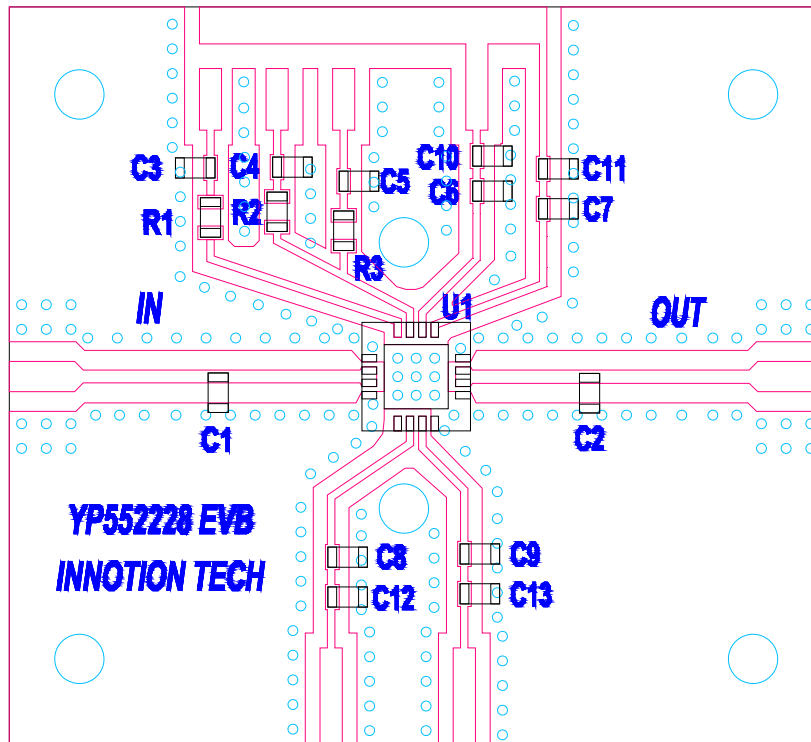 C10
C3
C4
C11
C5
C6
R1
R2
C7
R3
IN
U1
OUT
C1
C2
YP552228 EVB
INNOTION TECH
C8
C9
C12
C13